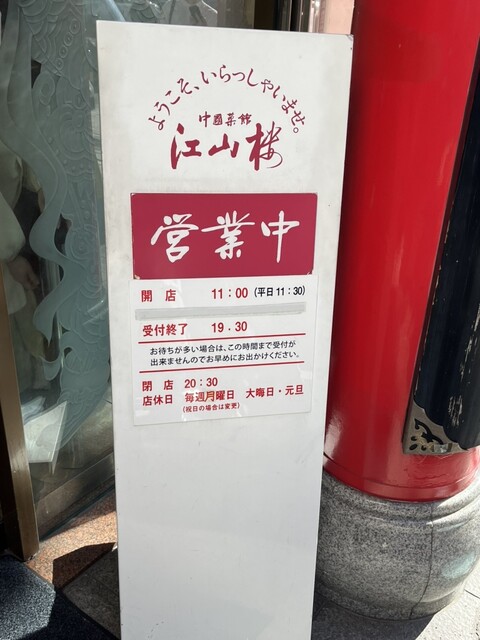 ようこそ、いらっしゃいませ。
中國菜館
江山楼
営業中
開店 11:00 (平日11:30)
受付終了 19.30
お待ちが多い場合は、この時間まで受付が
出来ませんのでお早めにお出かけください。
閉店 20:30
店休日 毎週月曜日 大晦日・元旦
(祝日の場合は変更)